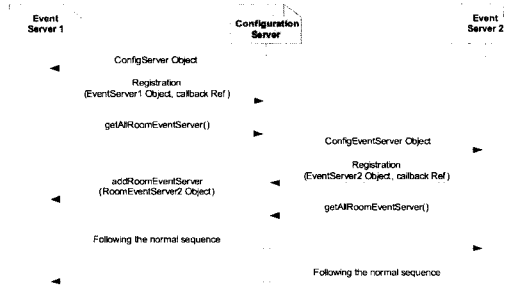 Event
Server 1
Configuration
Server
Event
Server 2
ConfigServer Object
Registration
(EventServer1 Object, callback Ref )
getAllRoomEventServer()
ConfigEventServer Object
Registration
(EventServer2 Object, callback Ref )
addRoomEventServer
(RoomEventServer2 Object)
getAllRoomEventServer()
Following the normal sequence
Following the normal sequence